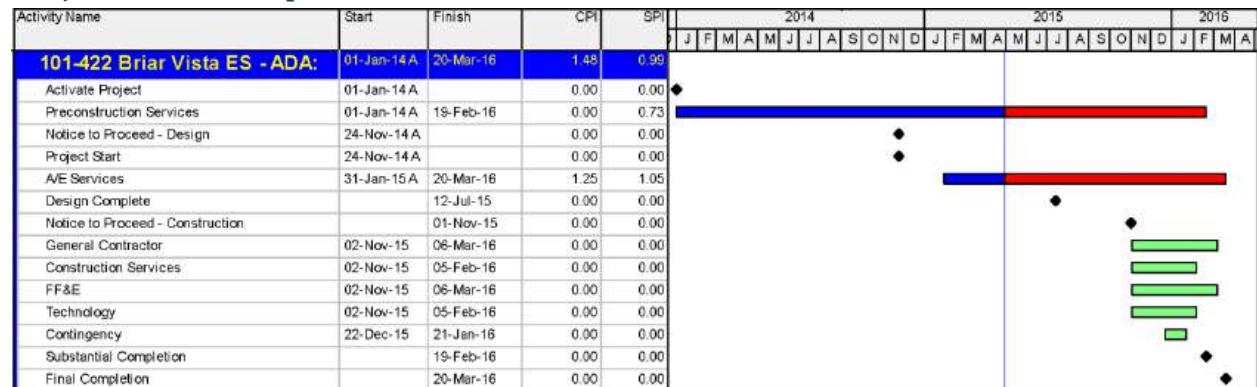 Activity Name Start Finish CPI SPI 2014 2015 2016
J F M A M J J A S O N D J F M A M J J A S O N D J F M A
101-422 Briar Vista ES - ADA: 01-Jan-14 A 20-Mar-16 1.48 0.99
Activate Project 01-Jan-14 A 0.00 0.00
Preconstruction Services 01-Jan-14 A 19-Feb-16 0.00 0.73
Notice to Proceed - Design 24-Nov-14 A 0.00 0.00
Project Start 24-Nov-14 A 0.00 0.00
A/E Services 31-Jan-15 A 20-Mar-16 1.25 1.05
Design Complete 12-Jul-15 0.00 0.00
Notice to Proceed - Construction 01-Nov-15 0.00 0.00
General Contractor 02-Nov-15 06-Mar-16 0.00 0.00
Construction Services 02-Nov-15 05-Feb-16 0.00 0.00
FF&E 02-Nov-15 06-Mar-16 0.00 0.00
Technology 02-Nov-15 05-Feb-16 0.00 0.00
Contingency 22-Dec-15 21-Jan-16 0.00 0.00
Substantial Completion 19-Feb-16 0.00 0.00
Final Completion 20-Mar-16 0.00 0.00